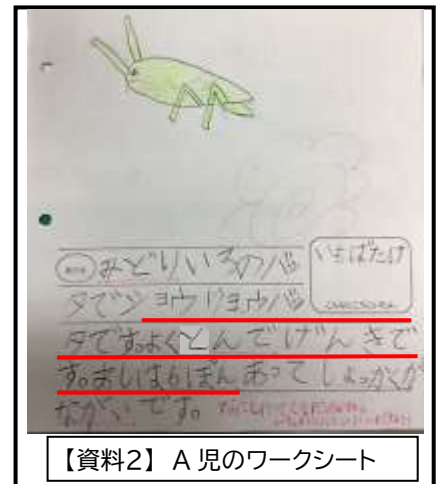 いちばたけ
みどりいろのバ
タでショウリョウバ
タです。よくとんでげんきで
す。あしは6ぽんあってしょっかくが
ながいです。
【資料2】 A児のワークシート